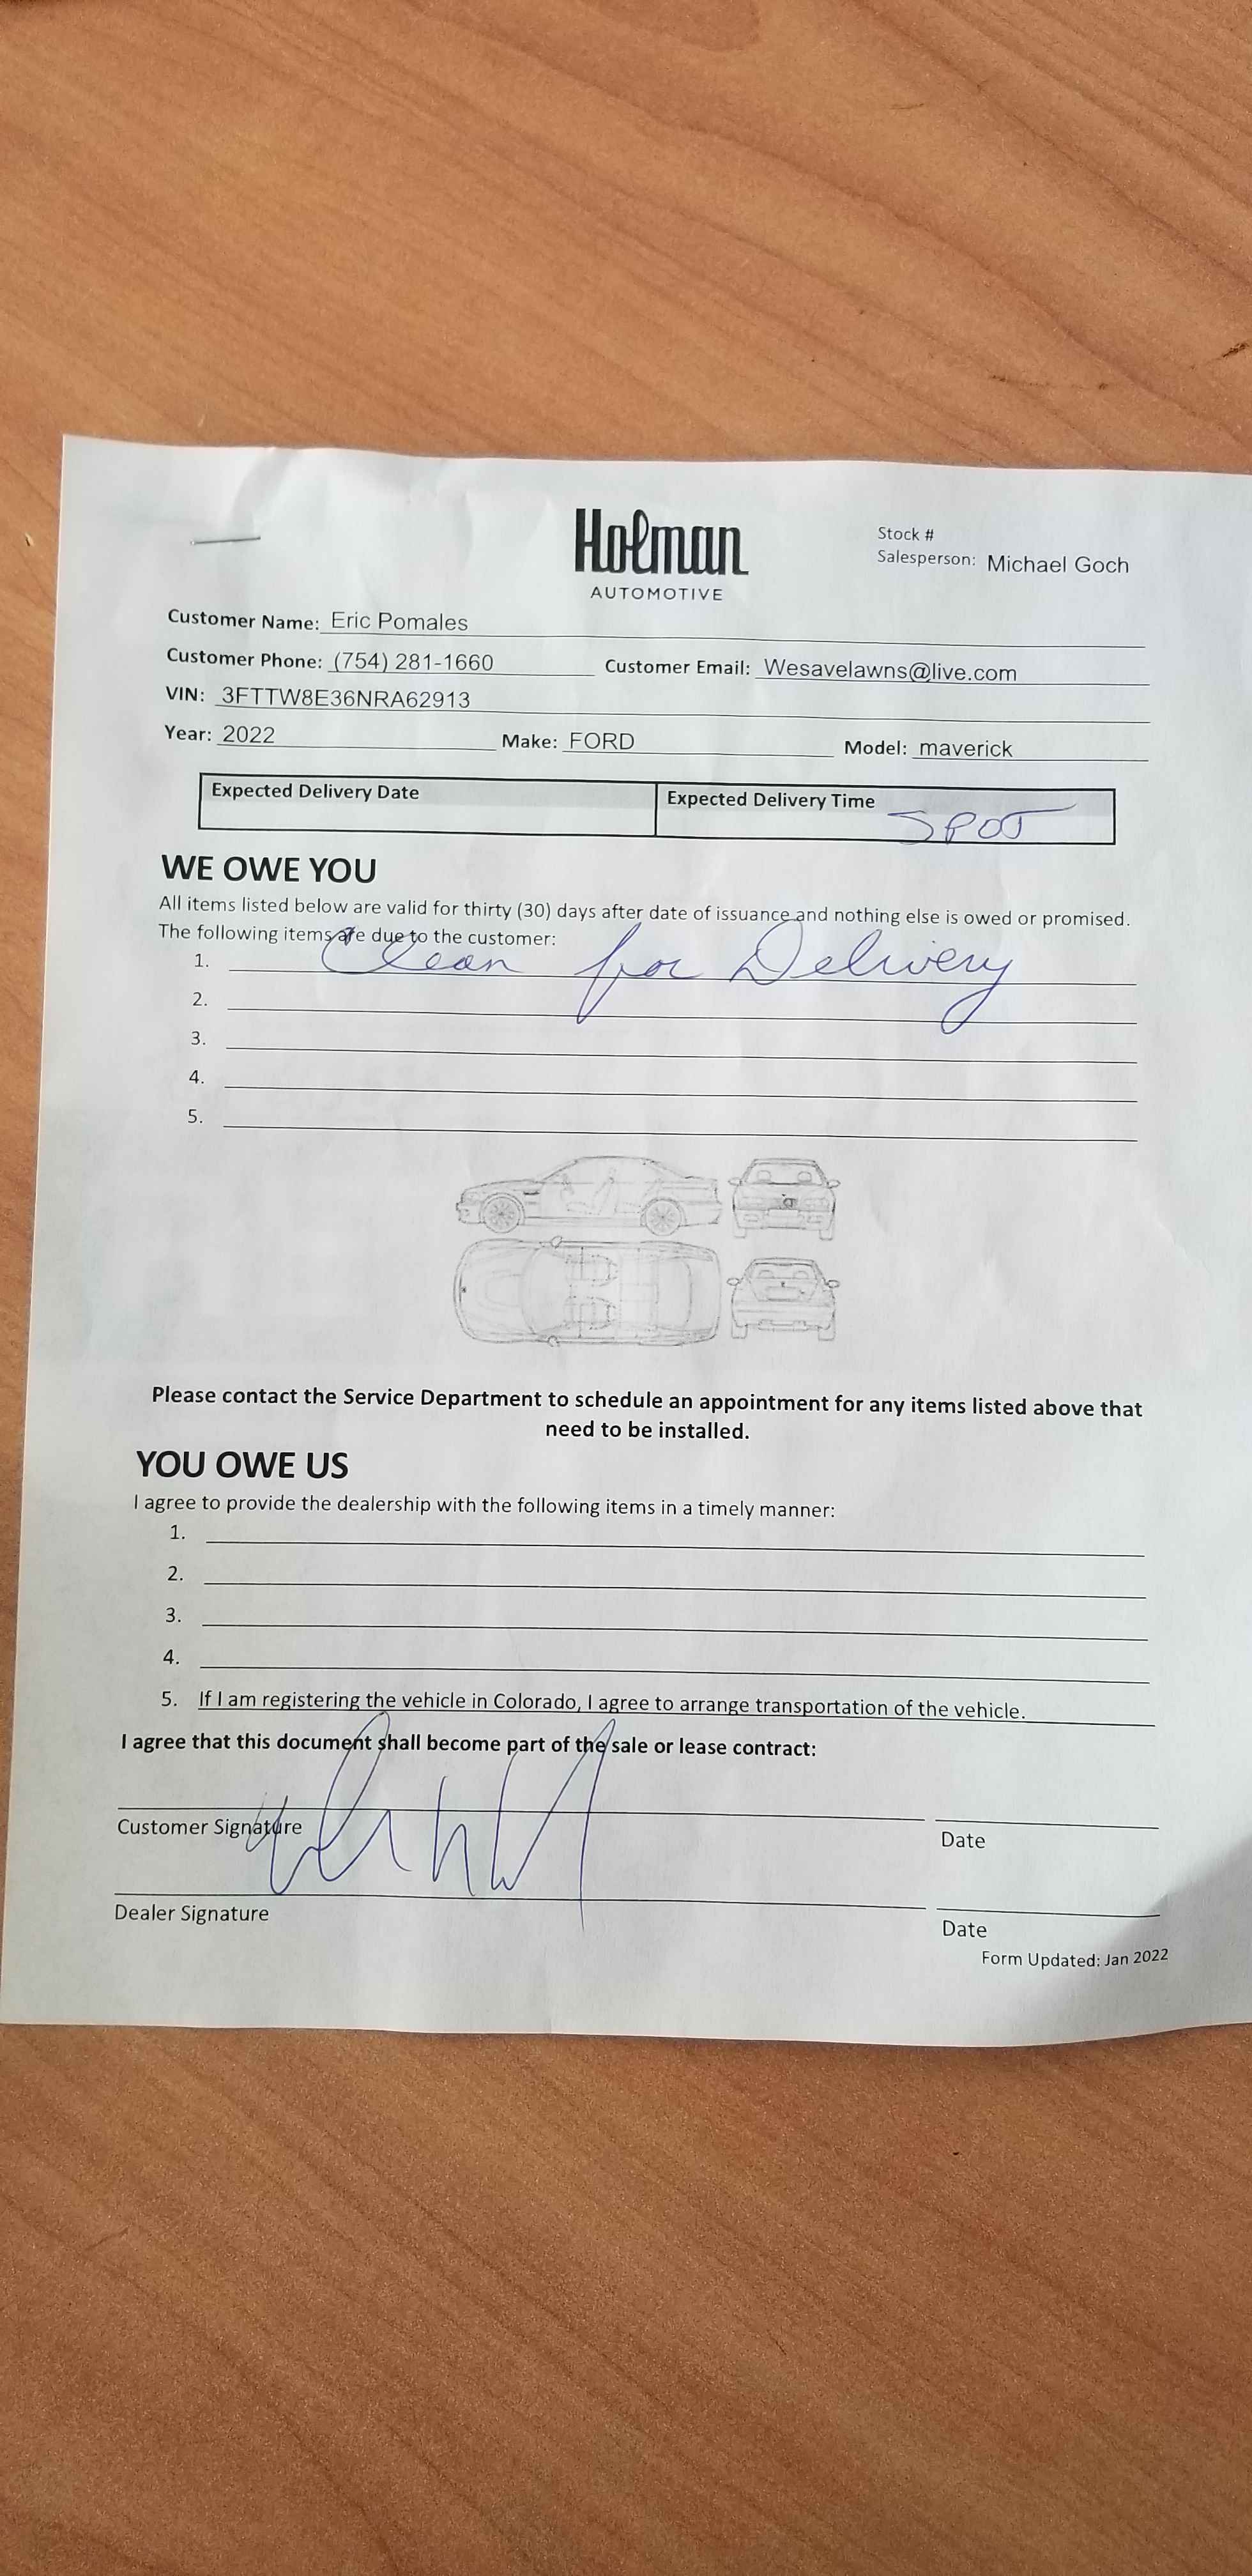 Holman
AUTOMOTIVE
Stock #
Salesperson: Michael Goch
Customer Name: Eric Pomales
Customer Phone: (754) 281-1660 Customer Email: Wesavelawns@live.com
VIN: 3FTTW8E36NRA62913
Year: 2022 Make: FORD Model: maverick
Expected Delivery Date Expected Delivery Time SPOT
WE OWE YOU
All items listed below are valid for thirty (30) days after date of issuance and nothing else is owed or promised.
The following items are due to the customer:
1. Clean for Delivery
2.
3.
4.
5.
Please contact the Service Department to schedule an appointment for any items listed above that
need to be installed.
YOU OWE US
I agree to provide the dealership with the following items in a timely manner:
1.
2.
3.
4.
5. If I am registering the vehicle in Colorado, I agree to arrange transportation of the vehicle.
I agree that this document shall become part of the sale or lease contract:
Customer Signature Date
Dealer Signature Date
Form Updated: Jan 2022